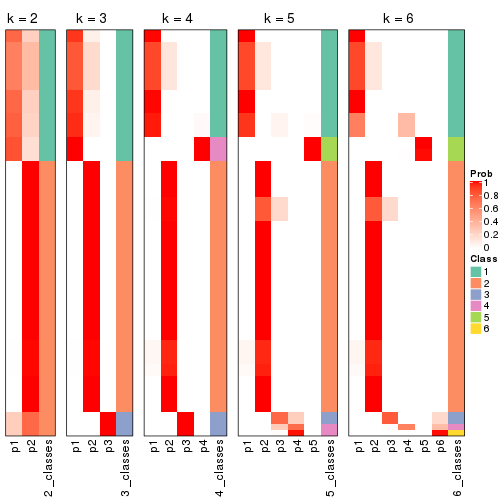 k = 2
k = 3
k = 4
k = 5
k = 6
Prob
1
0.8
0.6
0.4
0.2
0
Class
1
2
3
4
5
6
p1
p2
2_classes
p1
p2
p3
3_classes
p1
p2
p3
p4
4_classes
p1
p2
p3
p4
p5
5_classes
p1
p2
p3
p4
p5
p6
6_classes